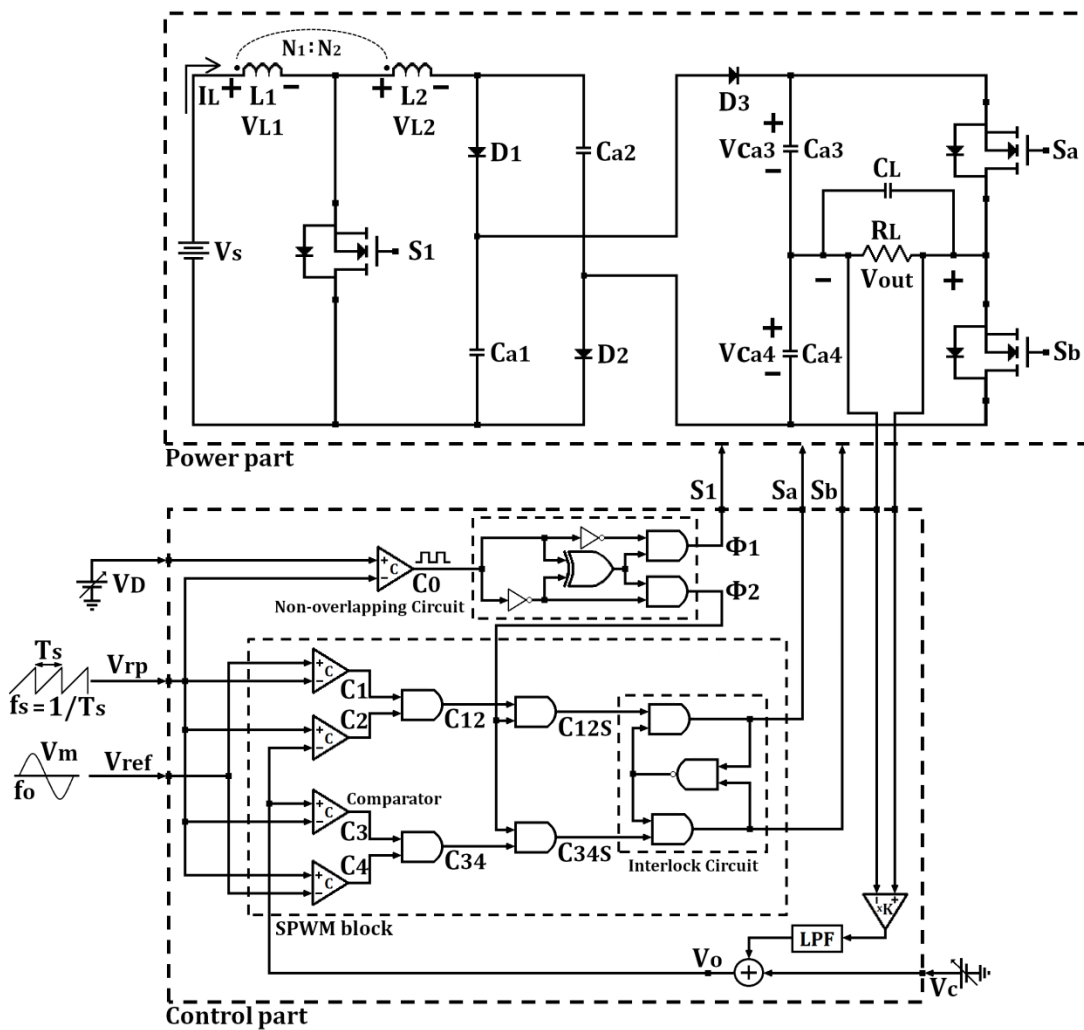 N1:N2
IL
+ L1 -
VL1
+ L2 -
VL2
D1
Ca2
D3
+
VCa3
-
Ca3
Sa
CL
RL
- Vout +
Vs
S1
Ca1
D2
+
VCa4
-
Ca4
Sb
Power part
S1
Sa
Sb
VD
+
-
C
C0
Φ1
Φ2
Non-overlapping Circuit
Ts
fs=1/Ts
Vrp
Vm
fo
Vref
+
-
C
C1
+
-
C
C2
C12
C12S
+
-
C
Comparator
C3
+
-
C
C4
C34
C34S
Interlock Circuit
SPWM block
- +
×K
LPF
Vo
+
Vc
Control part